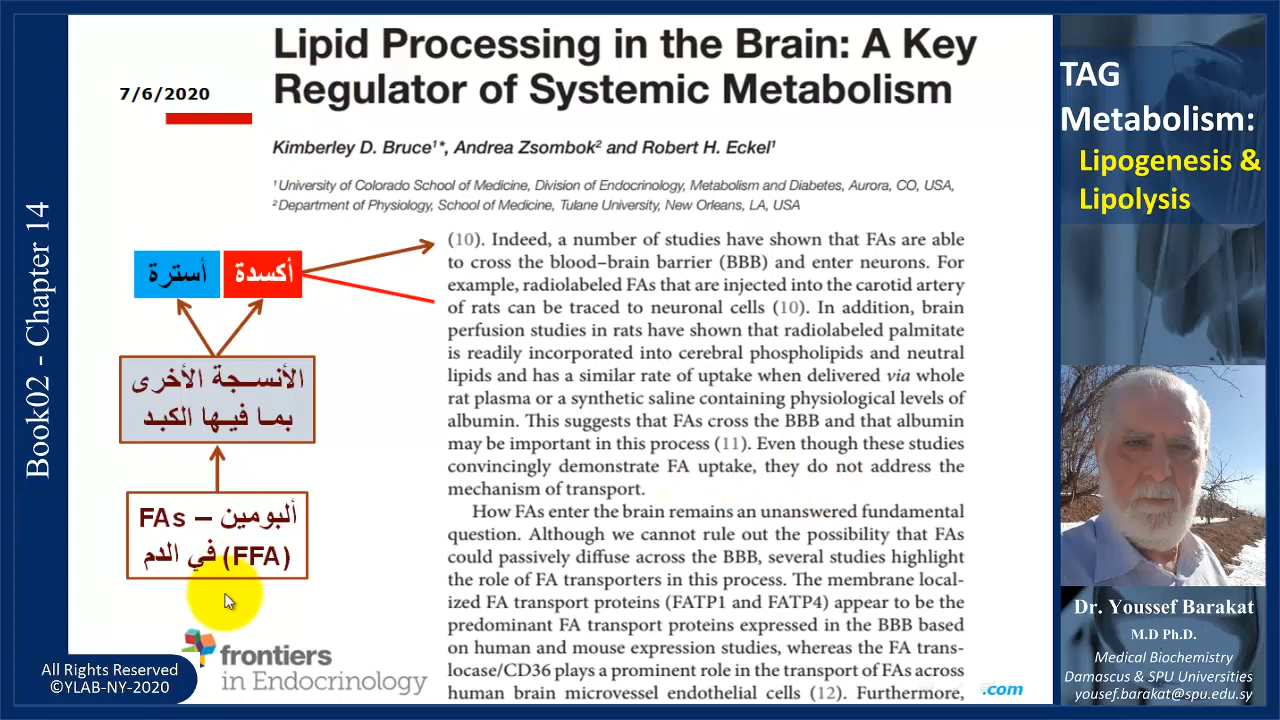 Lipid Processing in the Brain: A Key
Regulator of Systemic Metabolism
7/6/2020
Kimberley D. Bruce¹*, Andrea Zsombok² and Robert H. Eckel¹
¹University of Colorado School of Medicine, Division of Endocrinology, Metabolism and Diabetes, Aurora, CO, USA,
²Department of Physiology, School of Medicine, Tulane University, New Orleans, LA, USA
Book02 - Chapter 14
أكسدة
أسترة
الأنسجة الأخرى
بما فيها الكبد
ألبومين – FAs
(FFA) في الدم
(10). Indeed, a number of studies have shown that FAs are able
to cross the blood–brain barrier (BBB) and enter neurons. For
example, radiolabeled FAs that are injected into the carotid artery
of rats can be traced to neuronal cells (10). In addition, brain
perfusion studies in rats have shown that radiolabeled palmitate
is readily incorporated into cerebral phospholipids and neutral
lipids and has a similar rate of uptake when delivered via whole
rat plasma or a synthetic saline containing physiological levels of
albumin. This suggests that FAs cross the BBB and that albumin
may be important in this process (11). Even though these studies
convincingly demonstrate FA uptake, they do not address the
mechanism of transport.
How FAs enter the brain remains an unanswered fundamental
question. Although we cannot rule out the possibility that FAs
could passively diffuse across the BBB, several studies highlight
the role of FA transporters in this process. The membrane local-
ized FA transport proteins (FATP1 and FATP4) appear to be the
predominant FA transport proteins expressed in the BBB based
on human and mouse expression studies, whereas the FA trans-
locase/CD36 plays a prominent role in the transport of FAs across
human brain microvessel endothelial cells (12). Furthermore,
frontiers
in Endocrinology
.com
All Rights Reserved
©YLAB-NY-2020
TAG
Metabolism:
Lipogenesis &
Lipolysis
Dr. Youssef Barakat
M.D Ph.D.
Medical Biochemistry
Damascus & SPU Universities
yousef.barakat@spu.edu.sy